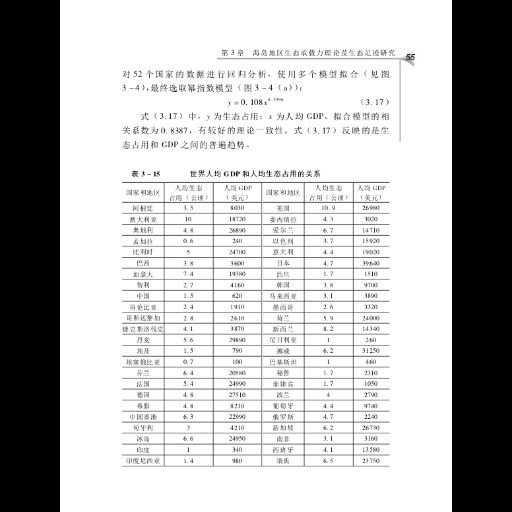 第 3 章 海岛地区生态承载力理论及生态足迹研究 55
对 52 个国家的数据进行回归分析，使用多个模型拟合（见图
3-4），最终选取幂指数模型（图 3-4（a））：
（3.17）
式（3.17）中，y 为生态占用；x 为人均 GDP。拟合模型的相
关系数为 0.8387，有较好的理论一致性。式（3.17）反映的是生
态占用和 GDP 之间的普遍趋势。
表 3-15 世界人均 GDP 和人均生态占用的关系
国家和地区 人均生态占用（公顷） 人均 GDP（美元） 国家和地区 人均生态占用（公顷） 人均 GDP（美元）
阿根廷 3.5 8030 美国 10.9 26980
澳大利亚 10 18720 委内瑞拉 4.3 3020
奥地利 4.8 26890 爱尔兰 6.7 14710
孟加拉 0.6 240 以色列 3.7 15920
比利时 5 24700 意大利 4.4 19020
巴西 3.8 3600 日本 4.7 39640
加拿大 7.4 19380 约旦 1.7 1510
智利 2.7 4160 韩国 3.8 9700
中国 1.5 620 马来西亚 3.1 3890
哥伦比亚 2.4 1910 墨西哥 2.6 3320
哥斯达黎加 2.8 2610 荷兰 5.9 24000
捷克斯洛伐克 4.1 3870 新西兰 8.2 14340
丹麦 5.6 29890 尼日利亚 1 260
埃及 1.5 790 挪威 6.2 31250
埃塞俄比亚 0.7 100 巴基斯坦 1 460
芬兰 6.4 20580 秘鲁 1.7 2310
法国 5.4 24990 菲律宾 1.7 1050
德国 4.8 27510 波兰 4 2790
希腊 4.8 8210 葡萄牙 4.4 9740
中国香港 6.3 22990 俄罗斯 4.7 2240
匈牙利 3 4210 新加坡 6.2 26730
冰岛 6.6 24950 南非 3.1 3160
印度 1 340 西班牙 4.1 13580
印度尼西亚 1.4 980 瑞典 6.5 23750